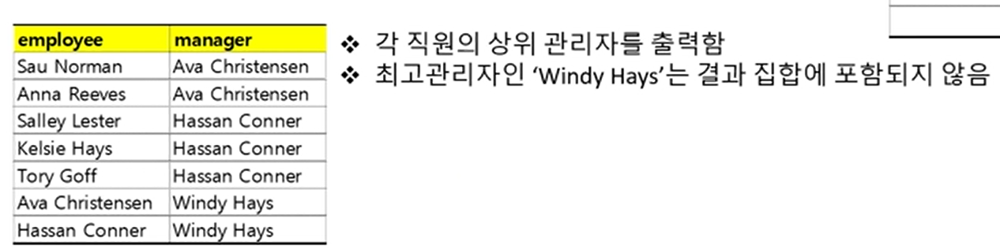 employee manager
Sau Norman Ava Christensen
Anna Reeves Ava Christensen
Salley Lester Hassan Conner
Kelsie Hays Hassan Conner
Tory Goff Hassan Conner
Ava Christensen Windy Hays
Hassan Conner Windy Hays
❖ 각 직원의 상위 관리자를 출력함
❖ 최고관리자인 ‘Windy Hays’는 결과 집합에 포함되지 않음